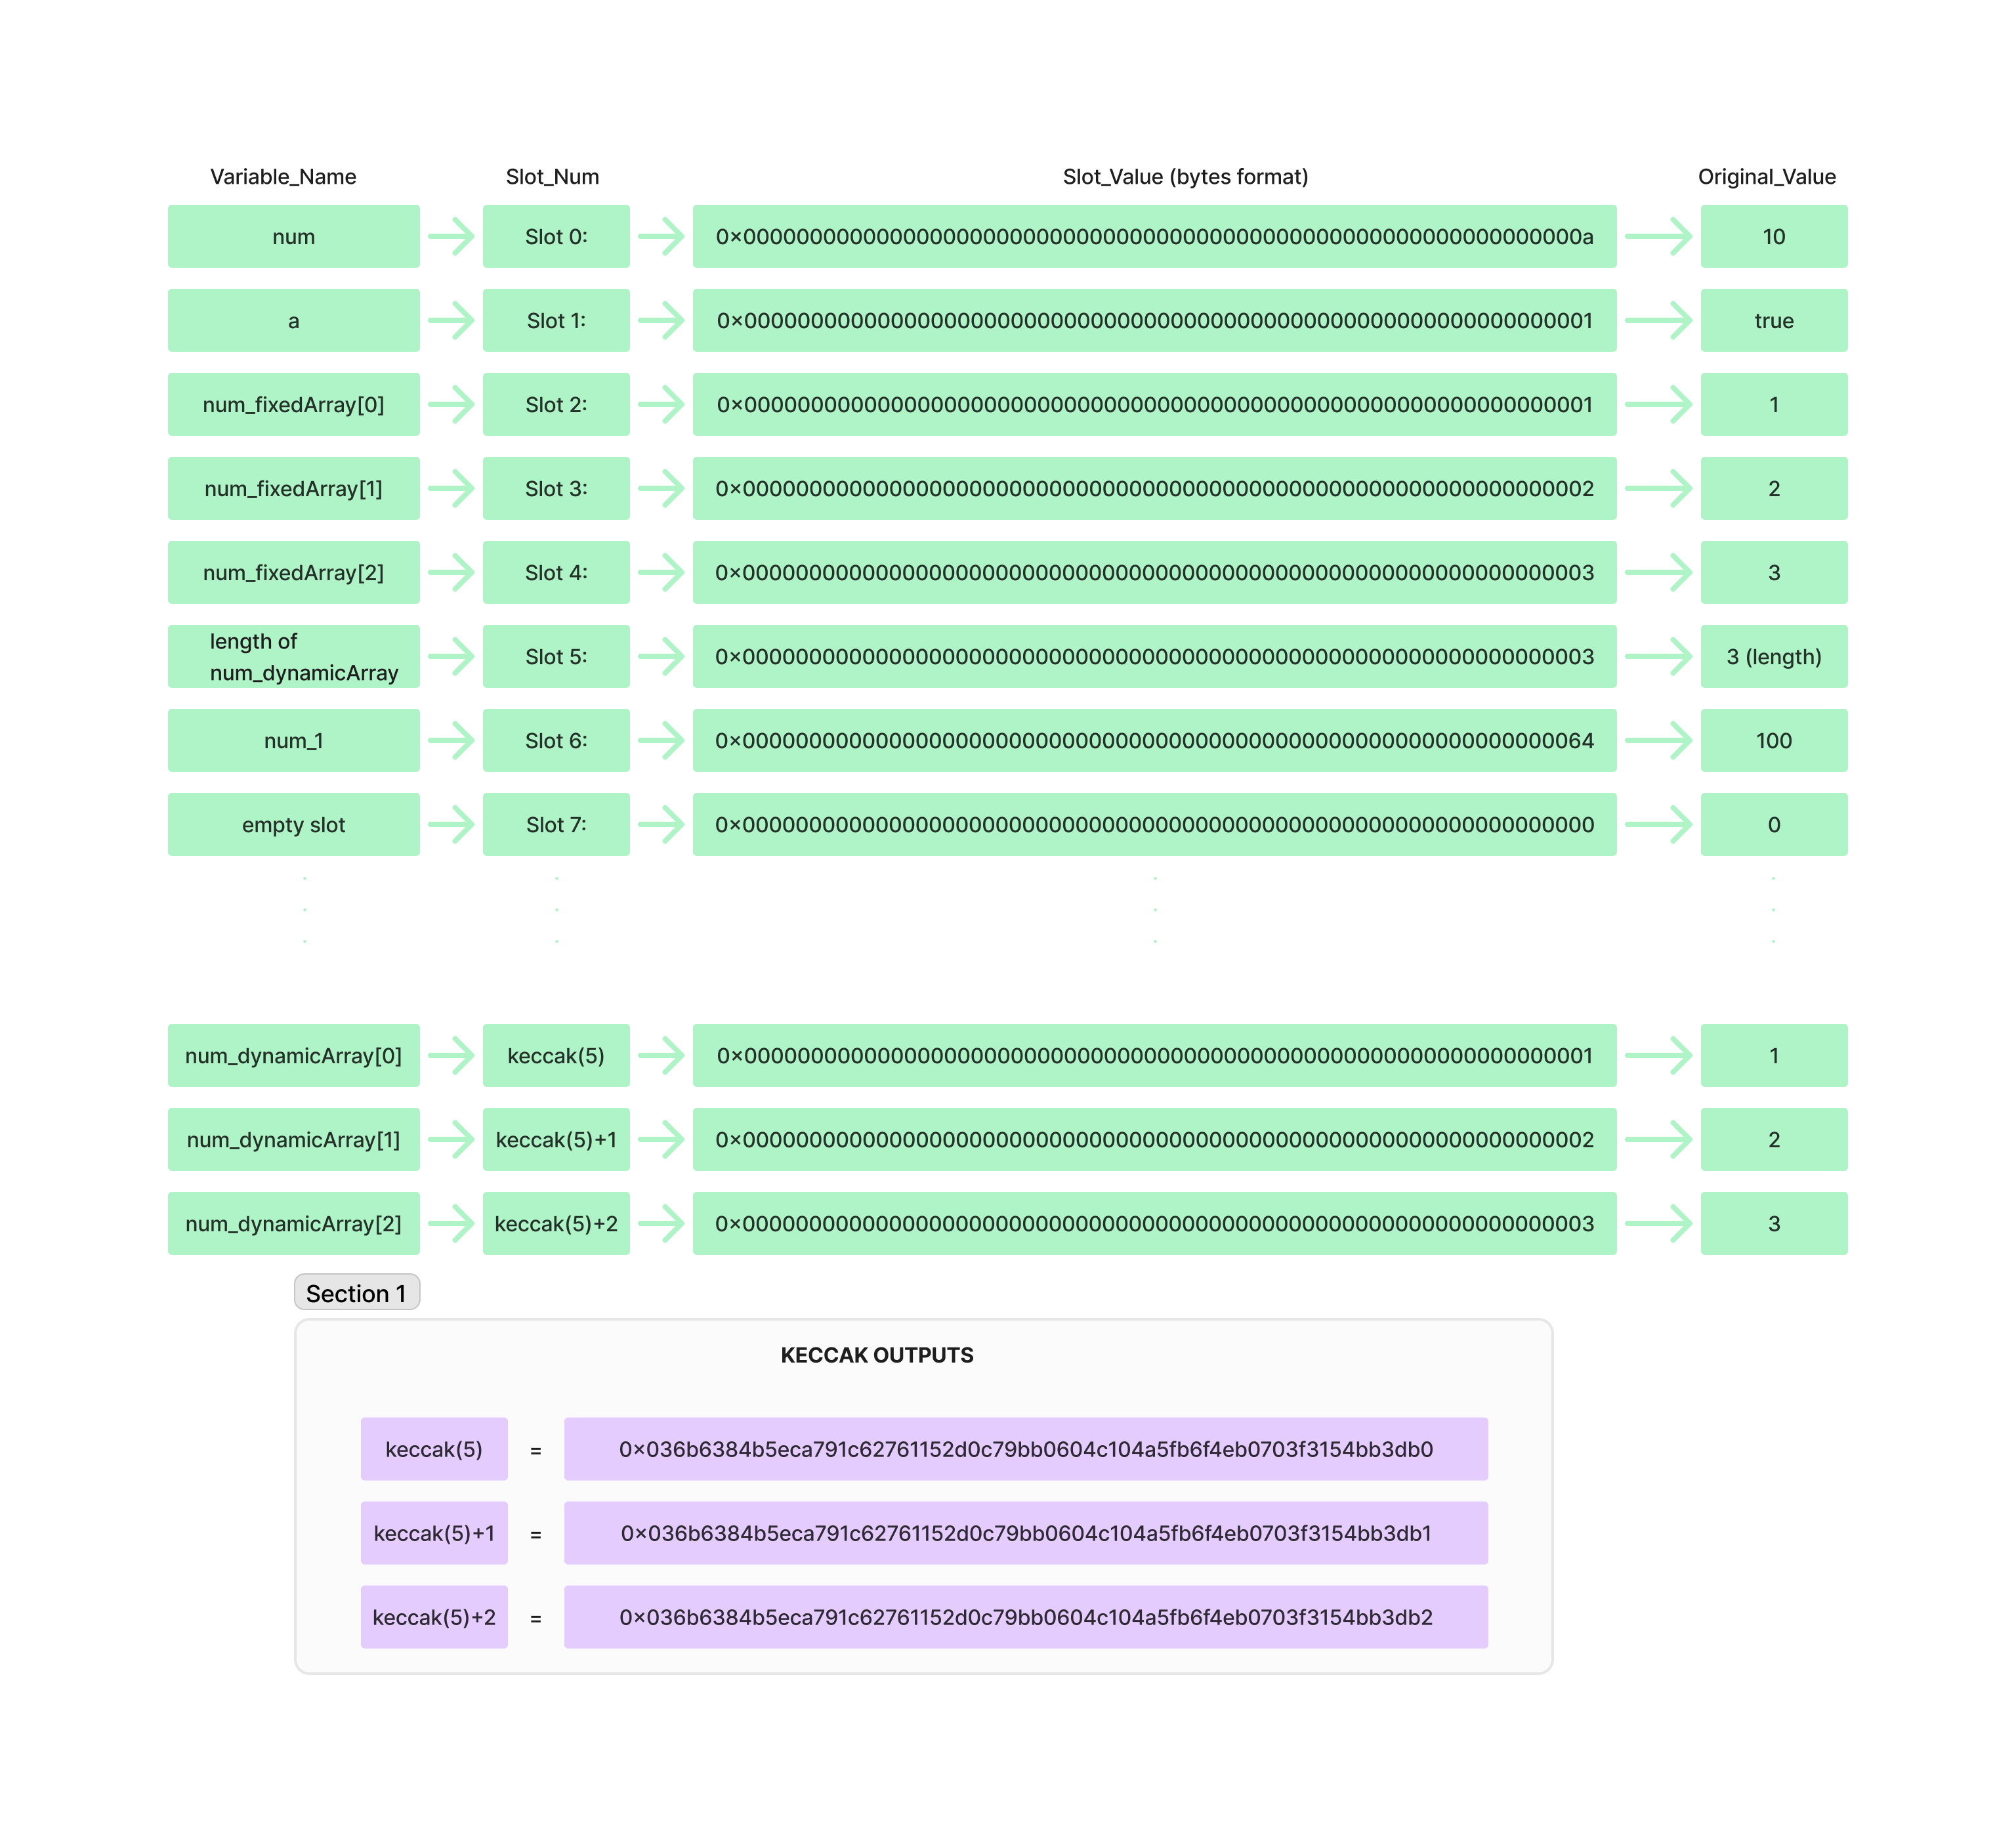 Variable_Name Slot_Num Slot_Value (bytes format) Original_Value
num Slot 0: 0×000000000000000000000000000000000000000000000000000000000000000a 10
a Slot 1: 0×0000000000000000000000000000000000000000000000000000000000000001 true
num_fixedArray[0] Slot 2: 0×0000000000000000000000000000000000000000000000000000000000000001 1
num_fixedArray[1] Slot 3: 0×0000000000000000000000000000000000000000000000000000000000000002 2
num_fixedArray[2] Slot 4: 0×0000000000000000000000000000000000000000000000000000000000000003 3
length of
num_dynamicArray Slot 5: 0×0000000000000000000000000000000000000000000000000000000000000003 3 (length)
num_1 Slot 6: 0×0000000000000000000000000000000000000000000000000000000000000064 100
empty slot Slot 7: 0×0000000000000000000000000000000000000000000000000000000000000000 0
num_dynamicArray[0] keccak(5) 0×0000000000000000000000000000000000000000000000000000000000000001 1
num_dynamicArray[1] keccak(5)+1 0×0000000000000000000000000000000000000000000000000000000000000002 2
num_dynamicArray[2] keccak(5)+2 0×0000000000000000000000000000000000000000000000000000000000000003 3
Section 1
KECCAK OUTPUTS
keccak(5) = 0×036b6384b5eca791c62761152d0c79bb0604c104a5fb6f4eb0703f3154bb3db0
keccak(5)+1 = 0×036b6384b5eca791c62761152d0c79bb0604c104a5fb6f4eb0703f3154bb3db1
keccak(5)+2 = 0×036b6384b5eca791c62761152d0c79bb0604c104a5fb6f4eb0703f3154bb3db2